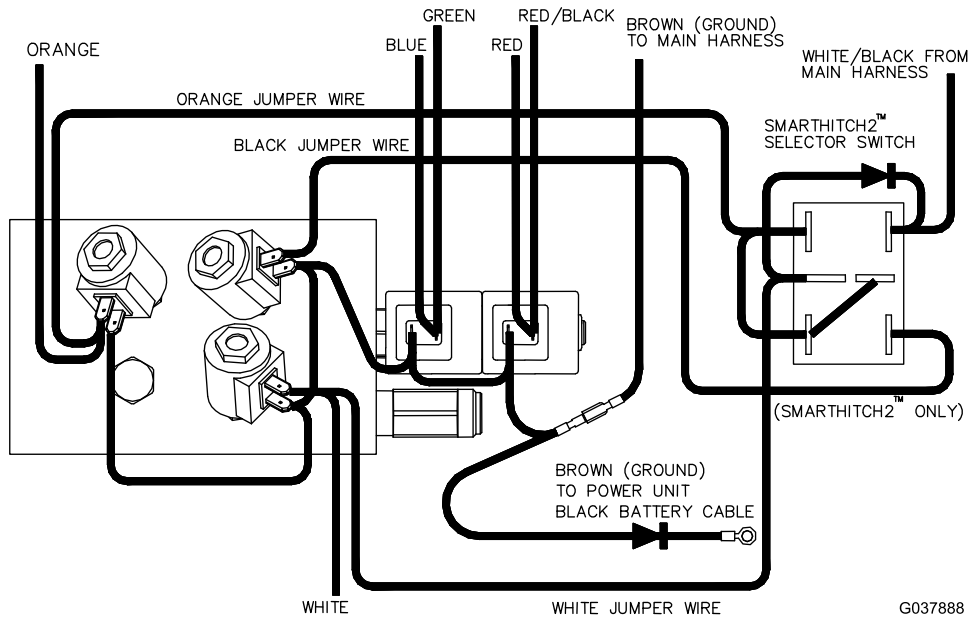 GREEN
RED/BLACK
BROWN (GROUND)
TO MAIN HARNESS
ORANGE
BLUE
RED
WHITE/BLACK FROM
MAIN HARNESS
ORANGE JUMPER WIRE
SMARTHITCH2™
SELECTOR SWITCH
BLACK JUMPER WIRE
(SMARTHITCH2™ ONLY)
BROWN (GROUND)
TO POWER UNIT
BLACK BATTERY CABLE
WHITE
WHITE JUMPER WIRE
G037888